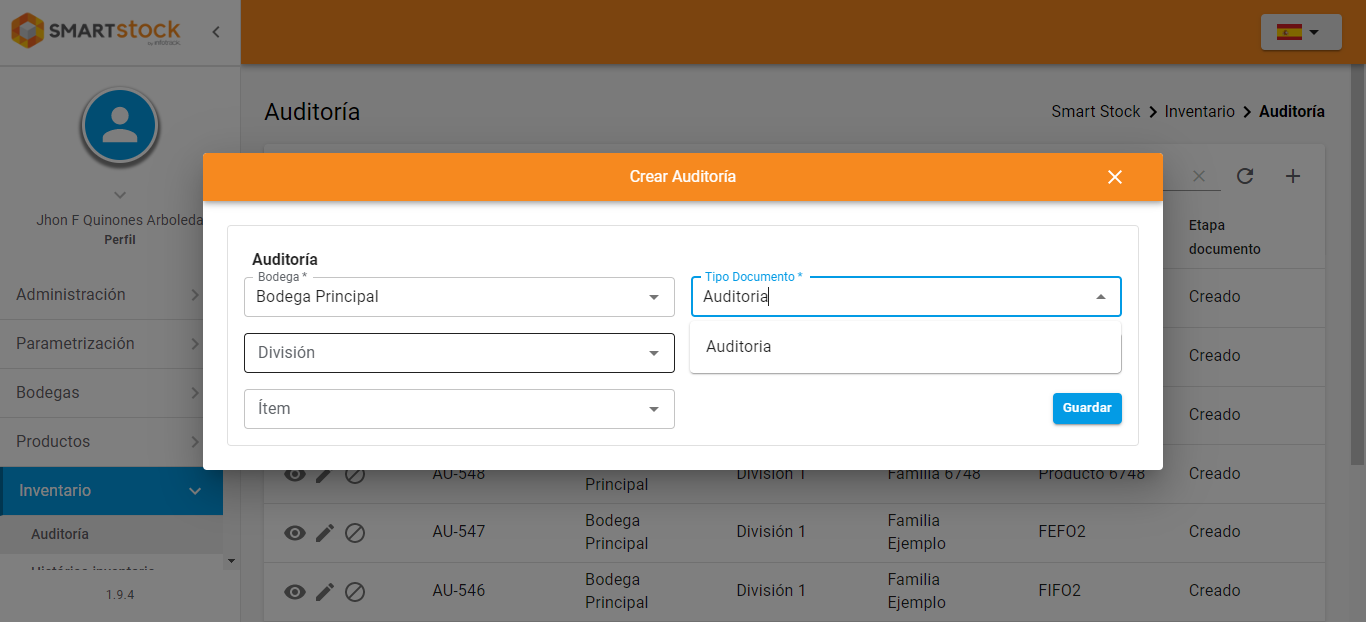 SMARTstock
by infotrack
Auditoría
Smart Stock
Inventario
Auditoría
Jhon F Quinones Arboleda
Perfil
Administración
Parametrización
Bodegas
Productos
Inventario
Auditoría
Histórico inventario
1.9.4
Crear Auditoría
Auditoría
Bodega *
Bodega Principal
Tipo Documento *
Auditoria
Auditoria
División
Ítem
Guardar
Etapa
documento
Creado
Creado
Creado
AU-548
Principal
División 1
Familia 6748
Producto 6748
Creado
AU-547
Bodega
Principal
División 1
Familia
Ejemplo
FEFO2
Creado
AU-546
Bodega
Principal
División 1
Familia
Ejemplo
FIFO2
Creado